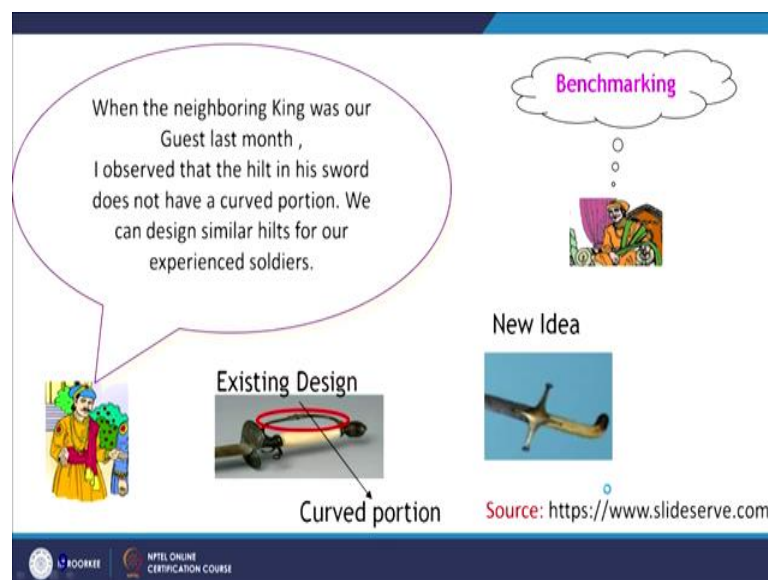 Benchmarking
When the neighboring King was our
Guest last month ,
I observed that the hilt in his sword
does not have a curved portion. We
can design similar hilts for our
experienced soldiers.
New Idea
Existing Design
Curved portion
Source: https://www.slideserve.com
ROORKEE
NPTEL ONLINE
CERTIFICATION COURSE